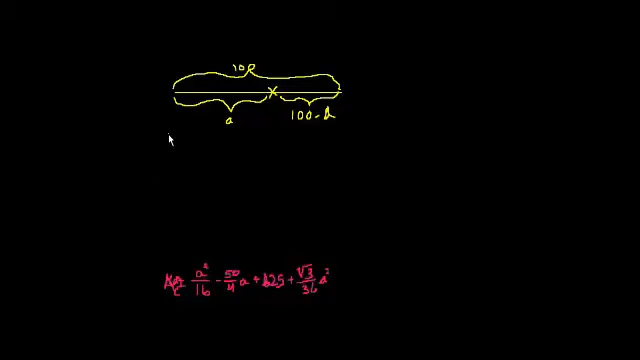 100
a 100-a
a²/16 - 50/4 a + 625 + √3/36 a²